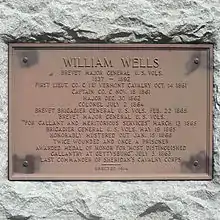 WILLIAM WELLS
BREVET MAJOR GENERAL U.S. VOLS.
1837 - 1892
FIRST LIEUT. CO. C 1ST VERMONT CAVALRY OCT. 14 1861
CAPTAIN CO. C NOV. 18 1861
MAJOR DEC. 30 1862
COLONEL JULY 2 1864
BREVET BRIGADIER GENERAL U.S. VOLS. FEB. 22 1865
BREVET MAJOR GENERAL U.S. VOLS.
"FOR GALLANT AND MERITORIOUS SERVICES" MARCH 13 1865
BRIGADIER GENERAL U.S. VOLS. MAY 19 1865
HONORABLY MUSTERED OUT JAN. 15 1866
TWICE WOUNDED AND ONCE A PRISONER
AWARDED MEDAL OF HONOR FOR MOST DISTINGUISHED
GALLANTRY AT GETTYSBURG JULY 3 1863
LAST COMMANDER OF SHERIDAN'S CAVALRY CORPS
ERECTED 1914